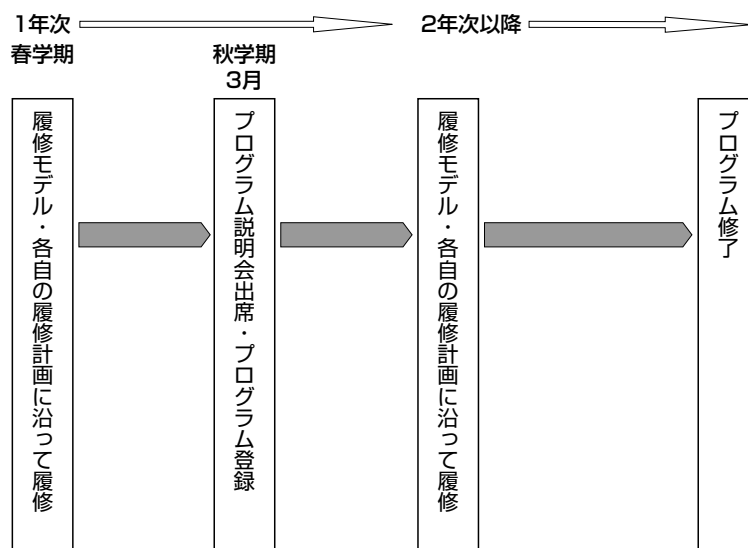 1年次
2年次以降
春学期
秋学期
3月
履修モデル・各自の履修計画に沿って履修
プログラム説明会出席・プログラム登録
履修モデル・各自の履修計画に沿って履修
プログラム修了